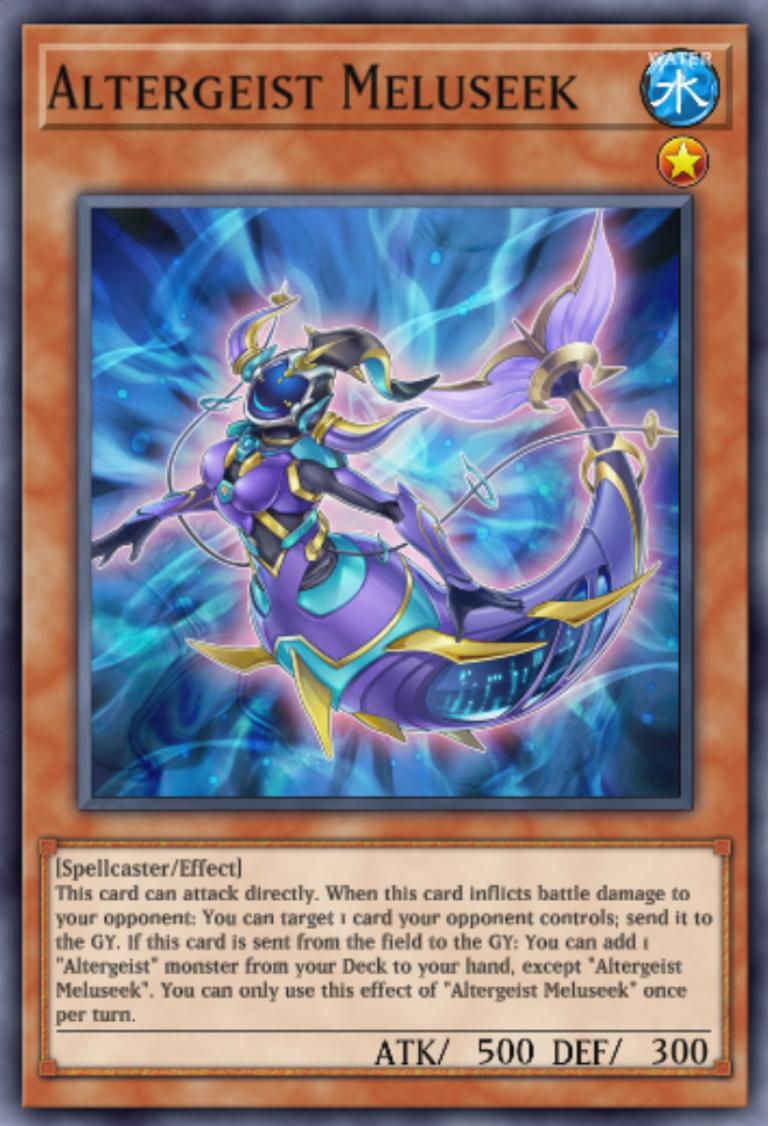 ALTERGEIST MELUSEEK
WATER
水
[Spellcaster/Effect]
This card can attack directly. When this card inflicts battle damage to
your opponent: You can target 1 card your opponent controls; send it to
the GY. If this card is sent from the field to the GY: You can add 1
"Altergeist" monster from your Deck to your hand, except "Altergeist
Meluseek". You can only use this effect of "Altergeist Meluseek" once
per turn.
ATK/ 500 DEF/ 300